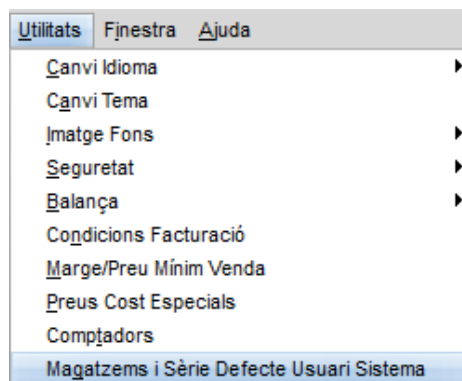 Utilitats Finestra Ajuda
Canvi Idioma
Canvi Tema
Imatge Fons
Seguretat
Balança
Condicions Facturació
Marge/Preu Mínim Venda
Preus Cost Especials
Comptadors
Magatzems i Sèrie Defecte Usuari Sistema